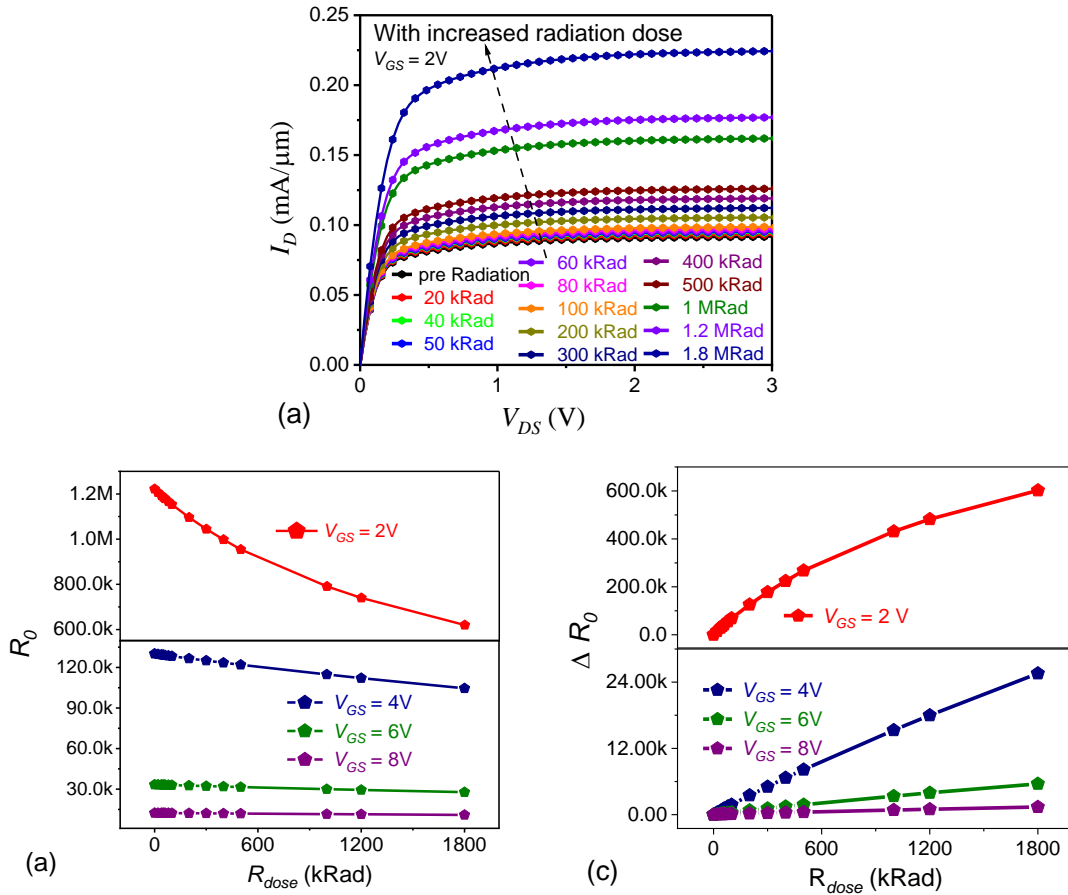 With increased radiation dose
V_GS = 2V
0.25
0.20
0.15
0.10
0.05
0.00
I_D (mA/μm)
pre Radiation
20 kRad
40 kRad
50 kRad
60 kRad
80 kRad
100 kRad
200 kRad
300 kRad
400 kRad
500 kRad
1 MRad
1.2 MRad
1.8 MRad
0 1 2 3
V_DS (V)
(a)
1.2M
800.0k
600.0k
120.0k
90.0k
60.0k
30.0k
R_0
V_GS = 2V
V_GS = 4V
V_GS = 6V
V_GS = 8V
0 600 1200 1800
R_dose (kRad)
(a)
600.0k
400.0k
200.0k
0.0
24.00k
12.00k
0.00
Δ R_0
V_GS = 2 V
V_GS = 4V
V_GS = 6V
V_GS = 8V
0 600 1200 1800
R_dose (kRad)
(c)